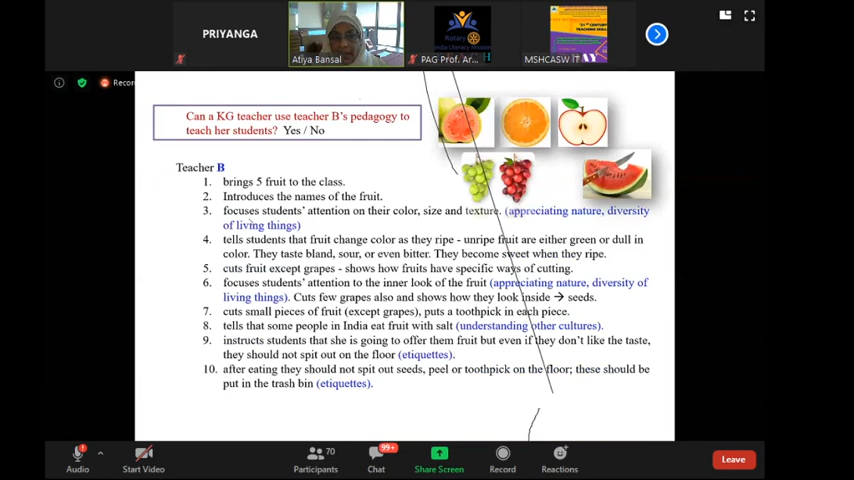 PRIYANGA
Atiya Bansal
Rotary
India Literacy Mission
PAG Prof. Ar...
MSHCASW IT
21st CENTURY
TEACHING SKILL
Recor
Can a KG teacher use teacher B's pedagogy to
teach her students? Yes / No
Teacher B
1. brings 5 fruit to the class.
2. Introduces the names of the fruit.
3. focuses students' attention on their color, size and texture. (appreciating nature, diversity
of living things)
4. tells students that fruit change color as they ripe - unripe fruit are either green or dull in
color. They taste bland, sour, or even bitter. They become sweet when they ripe.
5. cuts fruit except grapes - shows how fruits have specific ways of cutting.
6. focuses students' attention to the inner look of the fruit (appreciating nature, diversity of
living things). Cuts few grapes also and shows how they look inside → seeds.
7. cuts small pieces of fruit (except grapes), puts a toothpick in each piece.
8. tells that some people in India eat fruit with salt (understanding other cultures).
9. instructs students that she is going to offer them fruit but even if they don't like the taste,
they should not spit out on the floor (etiquettes).
10. after eating they should not spit out seeds, peel or toothpick on the floor; these should be
put in the trash bin (etiquettes).
Audio
Start Video
70
Participants
99+
Chat
Share Screen
Record
Reactions
Leave